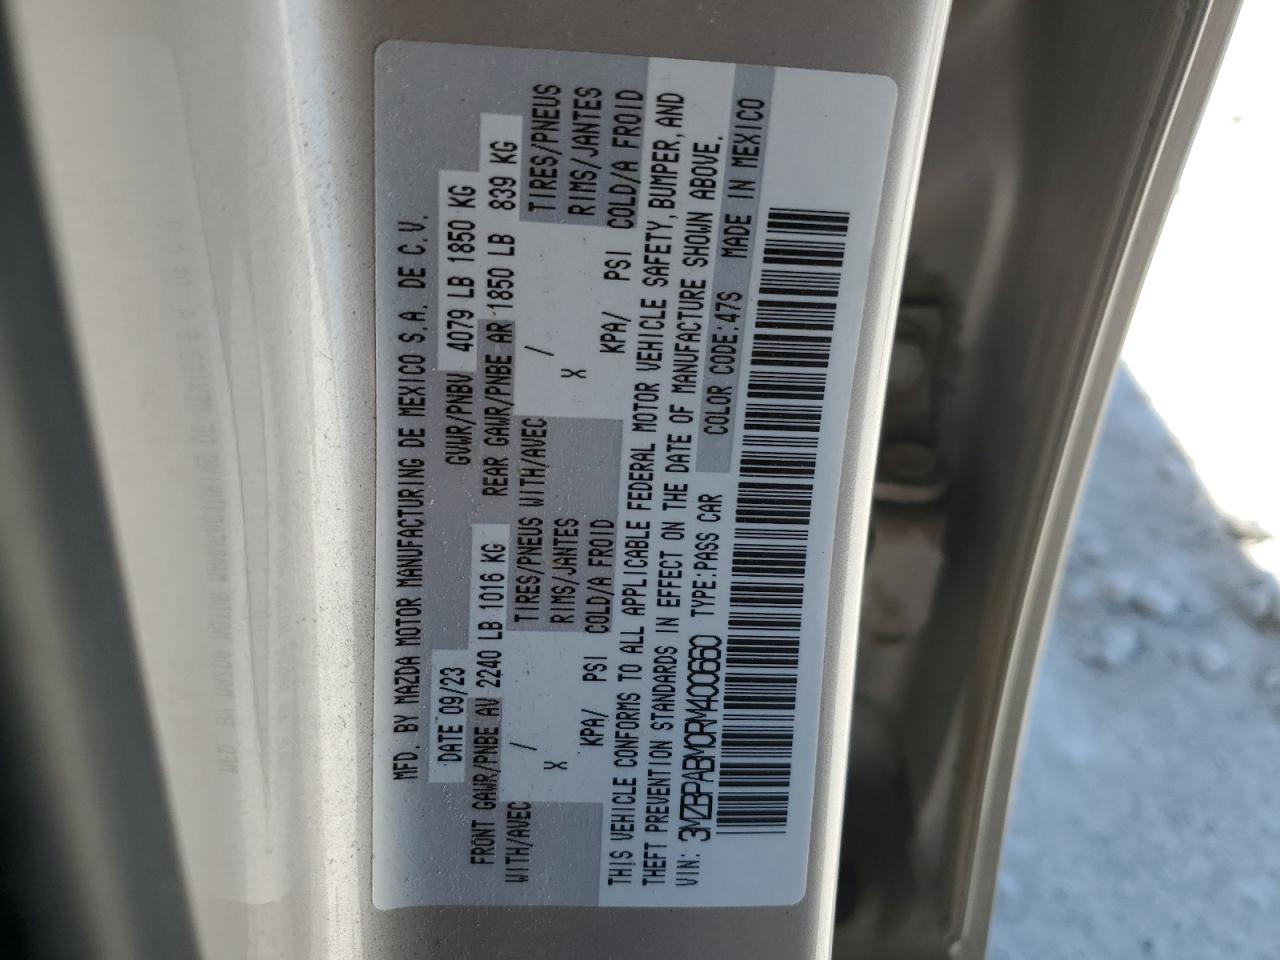 MFD. BY MAZDA MOTOR MANUFACTURING DE MEXICO S.A. DE C.V.
DATE 09/23 GVWR/PNBV 4079 LB 1850 KG
FRONT GAWR/PNBE AV 2240 LB 1016 KG REAR GAWR/PNBE AR 1850 LB 839 KG
WITH/AVEC / TIRES/PNEUS WITH/AVEC / TIRES/PNEUS
X RIMS/JANTES X RIMS/JANTES
KPA/ PSI COLD/A FROID KPA/ PSI COLD/A FROID
THIS VEHICLE CONFORMS TO ALL APPLICABLE FEDERAL MOTOR VEHICLE SAFETY, BUMPER, AND
THEFT PREVENTION STANDARDS IN EFFECT ON THE DATE OF MANUFACTURE SHOWN ABOVE.
VIN: 3MZBPABM0RM400660 TYPE:PASS CAR COLOR CODE:47S MADE IN MEXICO